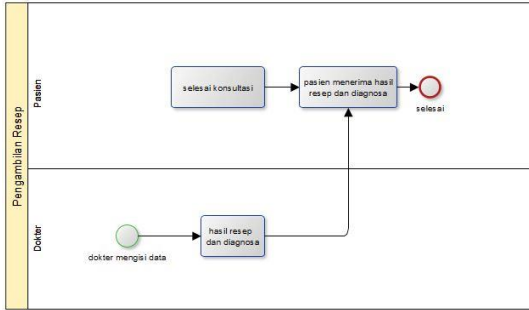 Pengambilan Resep
Pasien
selesai konsultasi
pasien menerima hasil
resep dan diagnosa
selesai
Dokter
dokter mengisi data
hasil resep
dan diagnosa